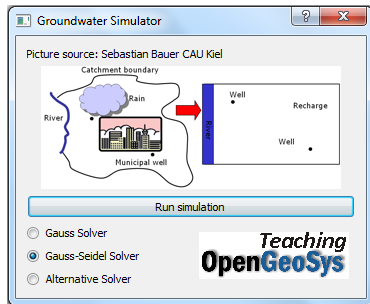 Groundwater Simulator
Picture source: Sebastian Bauer CAU Kiel
Catchment boundary
Rain
River
Municipal well
River
Well
Recharge
Well
Run simulation
Gauss Solver
Gauss-Seidel Solver
Alternative Solver
Teaching
OpenGeoSys